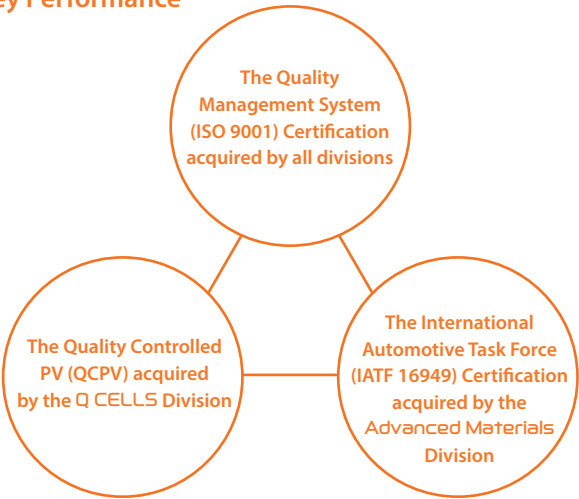 ey Performance
The Quality
Management System
(ISO 9001) Certification
acquired by all divisions
The Quality Controlled
PV (QCPV) acquired
by the Q CELLS Division
The International
Automotive Task Force
(IATF 16949) Certification
acquired by the
Advanced Materials
Division